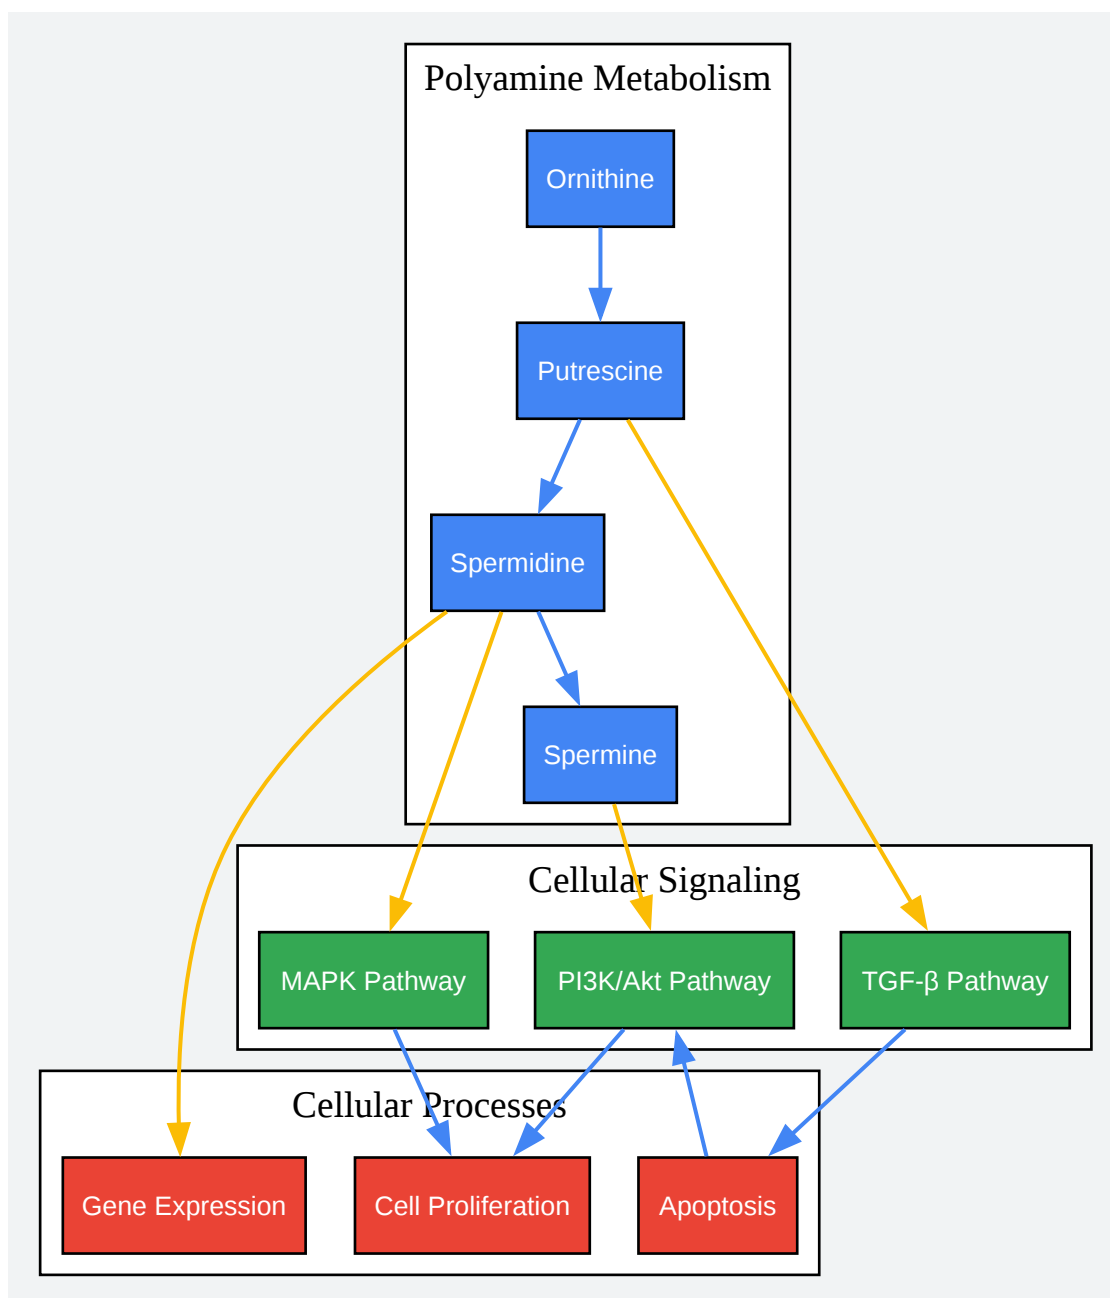 Polyamine Metabolism
Ornithine
Putrescine
Spermidine
Spermine
Cellular Signaling
MAPK Pathway
PI3K/Akt Pathway
TGF-β Pathway
Cellular Processes
Gene Expression
Cell Proliferation
Apoptosis